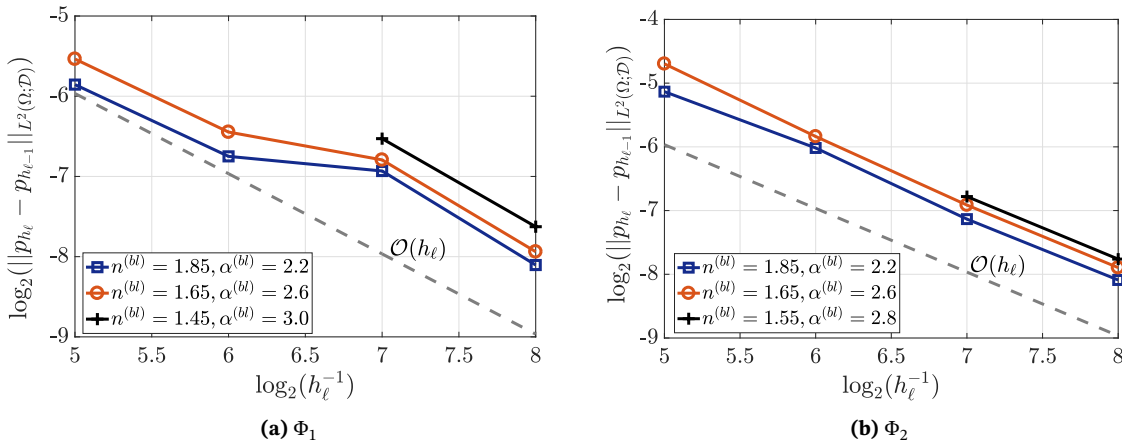 log₂(||p_{h_ℓ} − p_{h_{ℓ−1}}||_{L²(Ω;𝒟)})
-5
-6
-7
-8
-9
𝒪(h_ℓ)
n^{(bl)} = 1.85, α^{(bl)} = 2.2
n^{(bl)} = 1.65, α^{(bl)} = 2.6
n^{(bl)} = 1.45, α^{(bl)} = 3.0
5 5.5 6 6.5 7 7.5 8
log₂(h_ℓ^{−1})
(a) Φ₁
log₂(||p_{h_ℓ} − p_{h_{ℓ−1}}||_{L²(Ω;𝒟)})
-4
-5
-6
-7
-8
-9
𝒪(h_ℓ)
n^{(bl)} = 1.85, α^{(bl)} = 2.2
n^{(bl)} = 1.65, α^{(bl)} = 2.6
n^{(bl)} = 1.55, α^{(bl)} = 2.8
5 5.5 6 6.5 7 7.5 8
log₂(h_ℓ^{−1})
(b) Φ₂